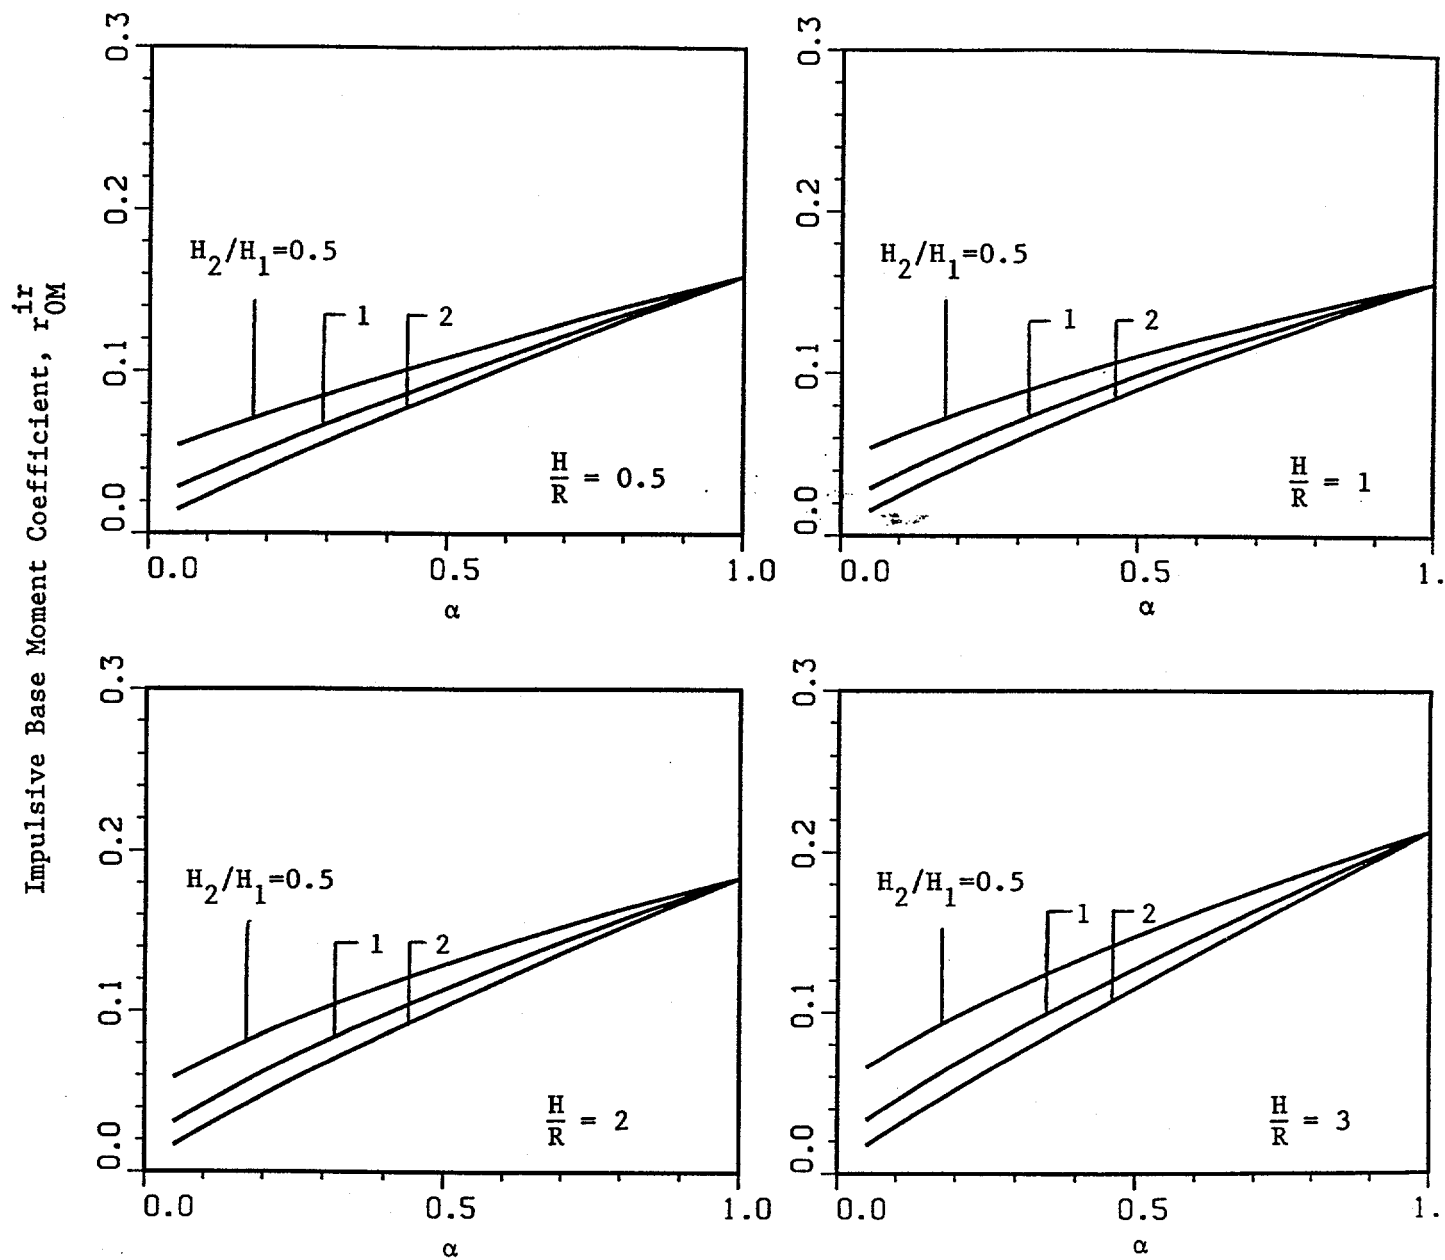 Impulsive Base Moment Coefficient, r_{OM}^{ir}
0.3
0.2
0.1
0.0
H₂/H₁=0.5
1
2
H/R = 0.5
0.0 0.5 1.0
α
0.3
0.2
0.1
0.0
H₂/H₁=0.5
1
2
H/R = 1
0.0 0.5 1.
α
0.3
0.2
0.1
0.0
H₂/H₁=0.5
1
2
H/R = 2
0.0 0.5 1.0
α
0.3
0.2
0.1
0.0
H₂/H₁=0.5
1
2
H/R = 3
0.0 0.5 1.
α